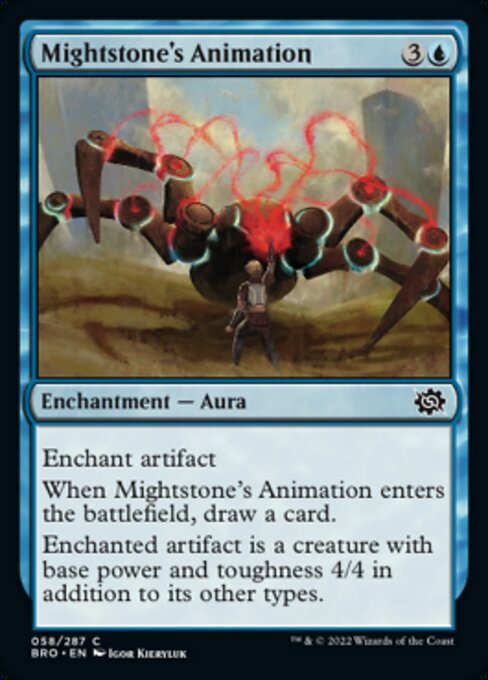 Mightstone's Animation 3
Enchantment — Aura
Enchant artifact
When Mightstone's Animation enters
the battlefield, draw a card.
Enchanted artifact is a creature with
base power and toughness 4/4 in
addition to its other types.
058/287 C
BRO • EN Igor Kieryluk
™ & © 2022 Wizards of the Coast